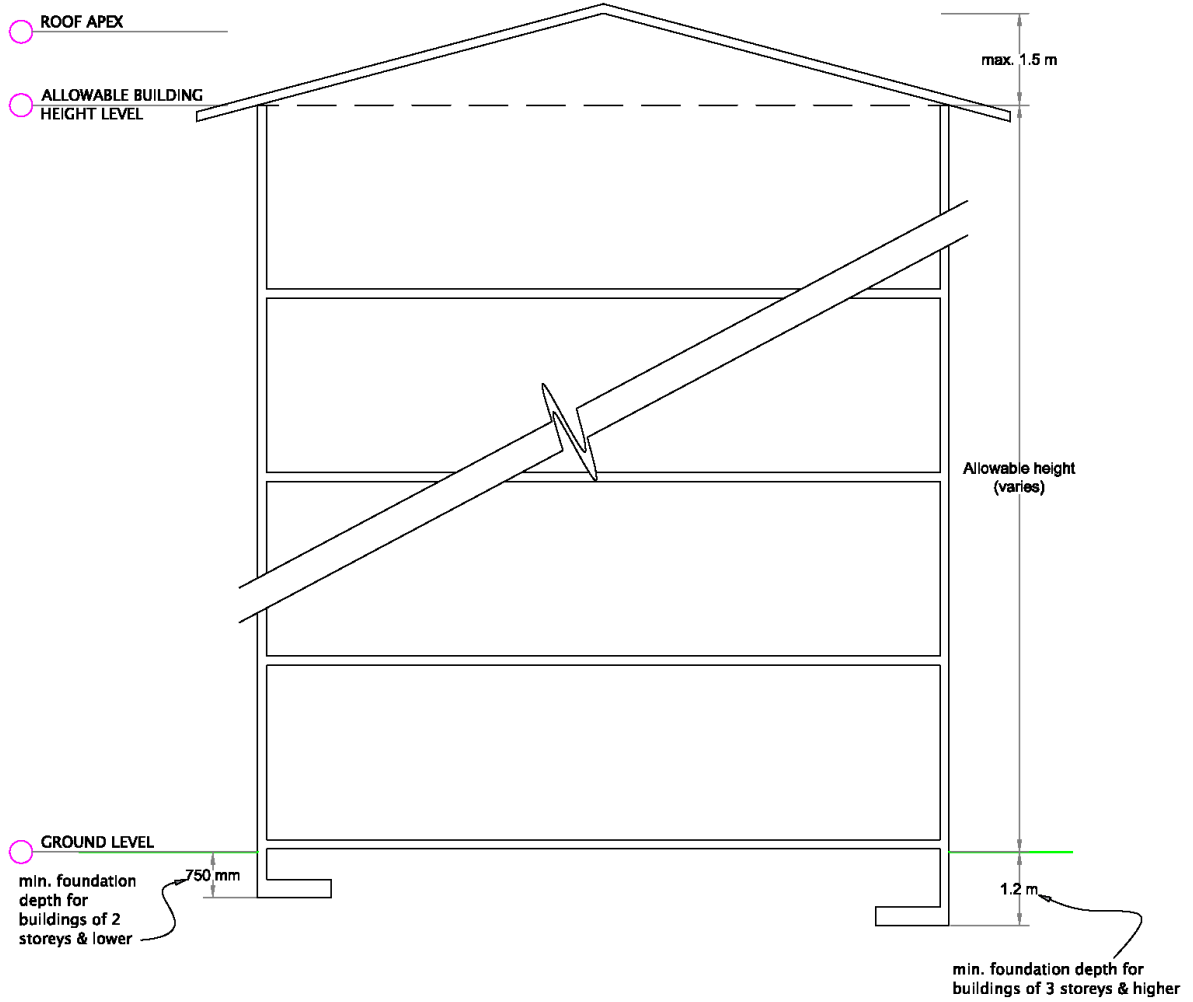 ROOF APEX
max. 1.5 m
ALLOWABLE BUILDING
HEIGHT LEVEL
Allowable height
(varies)
GROUND LEVEL
750 mm
min. foundation
depth for
buildings of 2
storeys & lower
1.2 m
min. foundation depth for
buildings of 3 storeys & higher